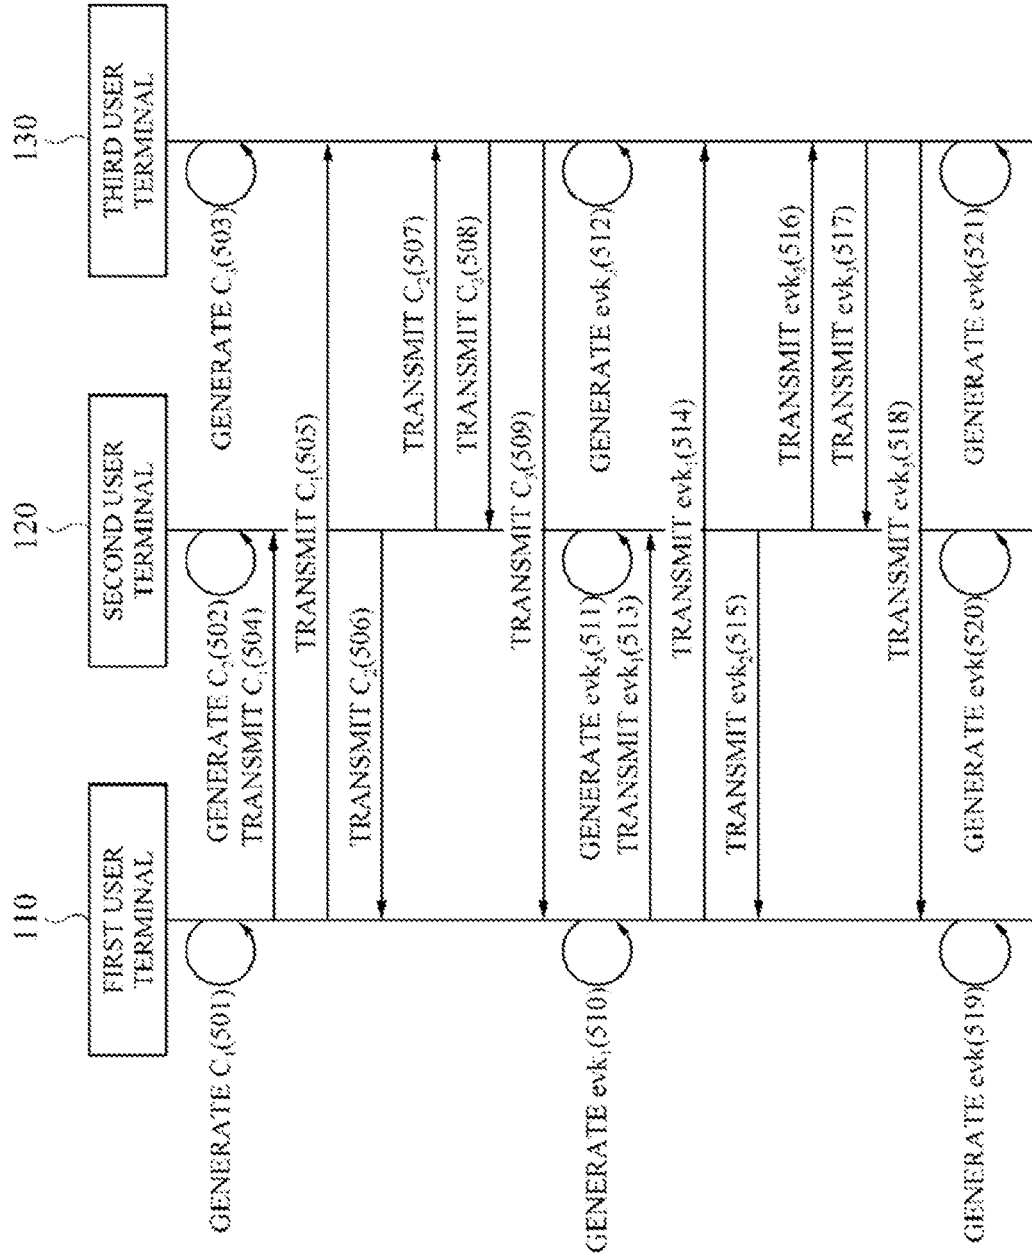 110
120
130
FIRST USER
TERMINAL
SECOND USER
TERMINAL
THIRD USER
TERMINAL
GENERATE C₁(501)
GENERATE C₂(502)
GENERATE C₃(503)
TRANSMIT C₁(504)
TRANSMIT C₁(505)
TRANSMIT C₂(506)
TRANSMIT C₂(507)
TRANSMIT C₃(508)
TRANSMIT C₃(509)
GENERATE evk₁(510)
GENERATE evk₂(511)
GENERATE evk₃(512)
TRANSMIT evk₁(513)
TRANSMIT evk₁(514)
TRANSMIT evk₂(515)
TRANSMIT evk₂(516)
TRANSMIT evk₃(517)
TRANSMIT evk₃(518)
GENERATE evk(519)
GENERATE evk(520)
GENERATE evk(521)